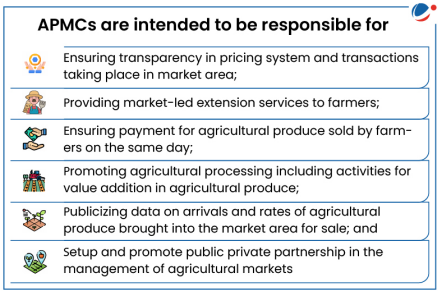 APMCs are intended to be responsible for
Ensuring transparency in pricing system and transactions
taking place in market area;
Providing market-led extension services to farmers;
Ensuring payment for agricultural produce sold by farm-
ers on the same day;
Promoting agricultural processing including activities for
value addition in agricultural produce;
Publicizing data on arrivals and rates of agricultural
produce brought into the market area for sale; and
Setup and promote public private partnership in the
management of agricultural markets